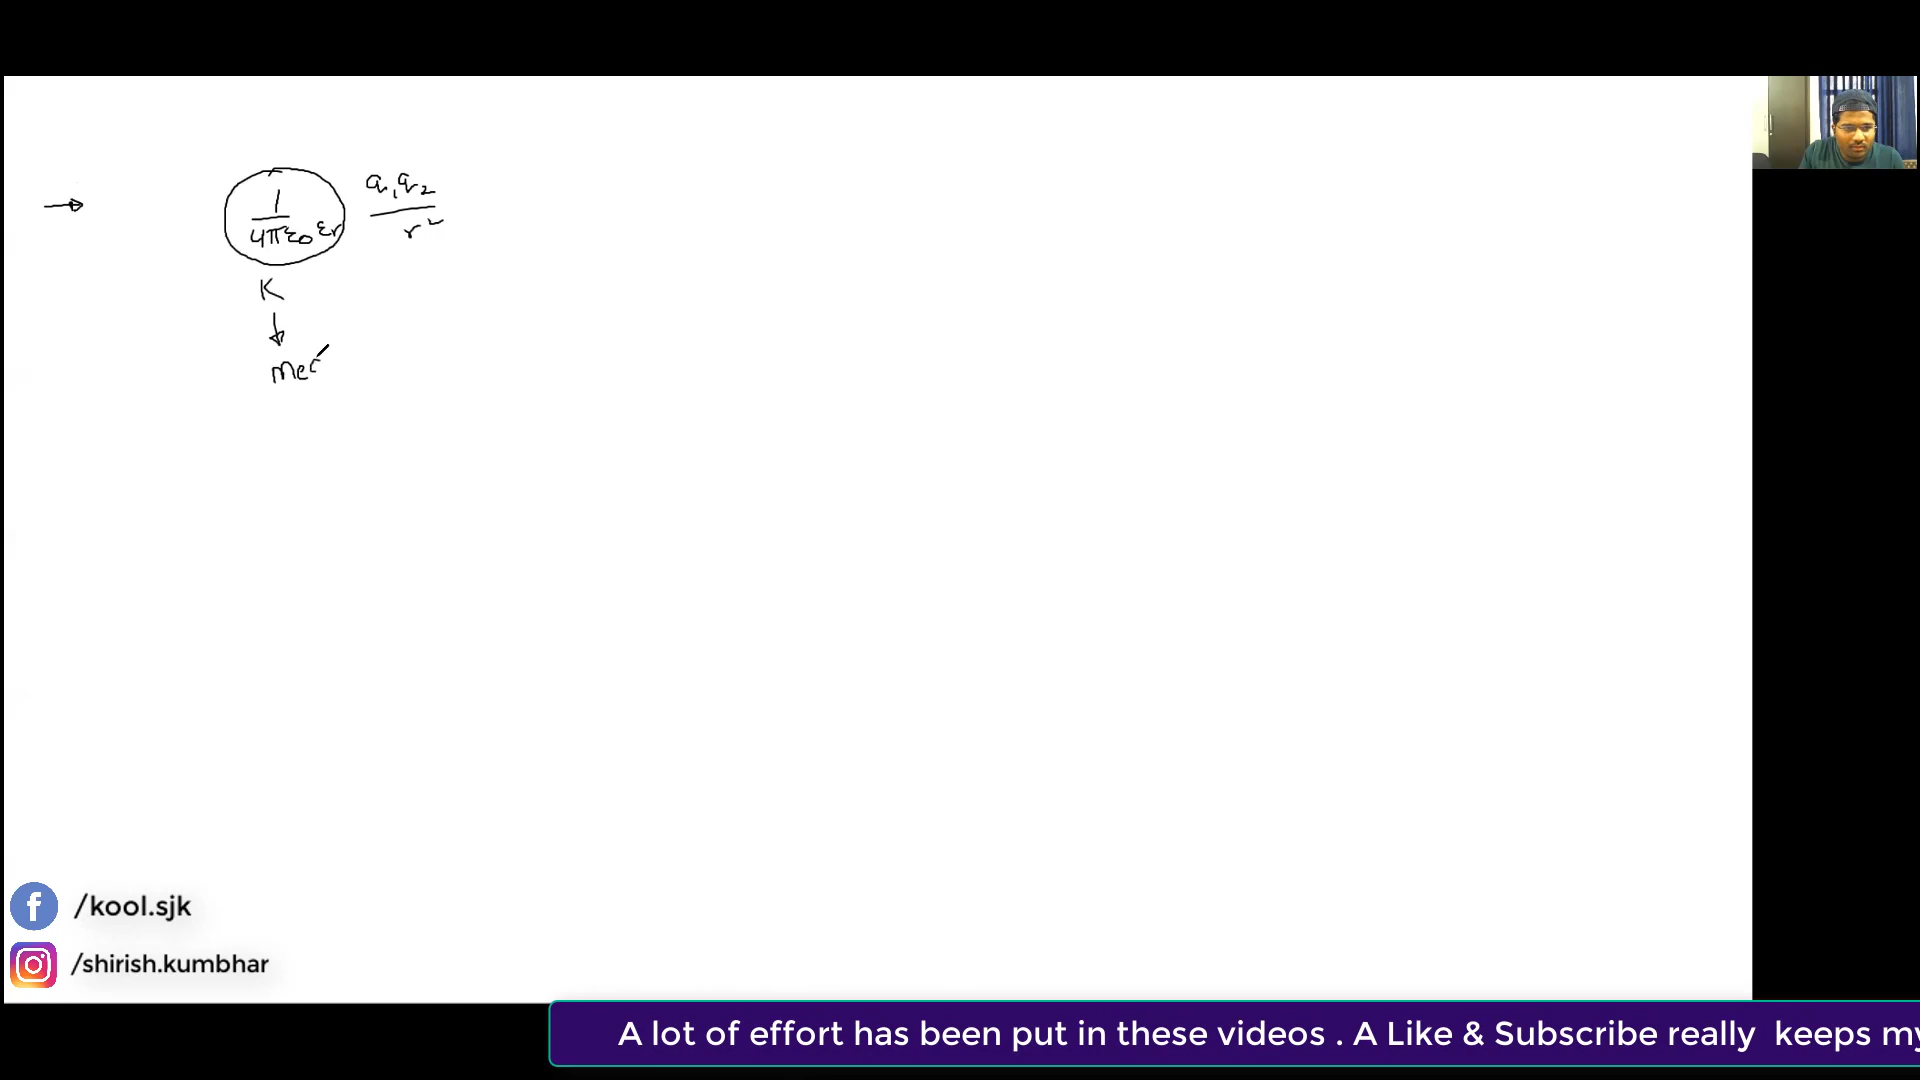 → 1/4πε₀εr q₁q₂/r²
K
↓
/kool.sjk
/shirish.kumbhar
A lot of effort has been put in these videos . A Like & Subscribe really keeps my